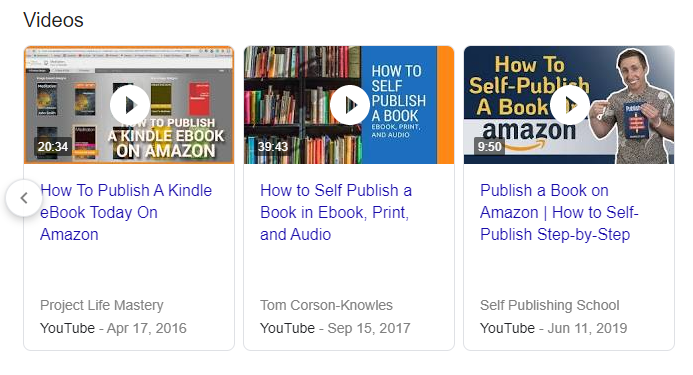 Videos
HOW TO PUBLISH
A KINDLE EBOOK
ON AMAZON
20:34
HOW TO
SELF
PUBLISH
A BOOK
EBOOK, PRINT,
AND AUDIO
39:43
How To
Self-Publish
A Book On
amazon
Publish
9:50
How To Publish A Kindle
eBook Today On
Amazon
How to Self Publish a
Book in Ebook, Print,
and Audio
Publish a Book on
Amazon | How to Self-
Publish Step-by-Step
Project Life Mastery
Tom Corson-Knowles
Self Publishing School
YouTube - Apr 17, 2016
YouTube - Sep 15, 2017
YouTube - Jun 11, 2019